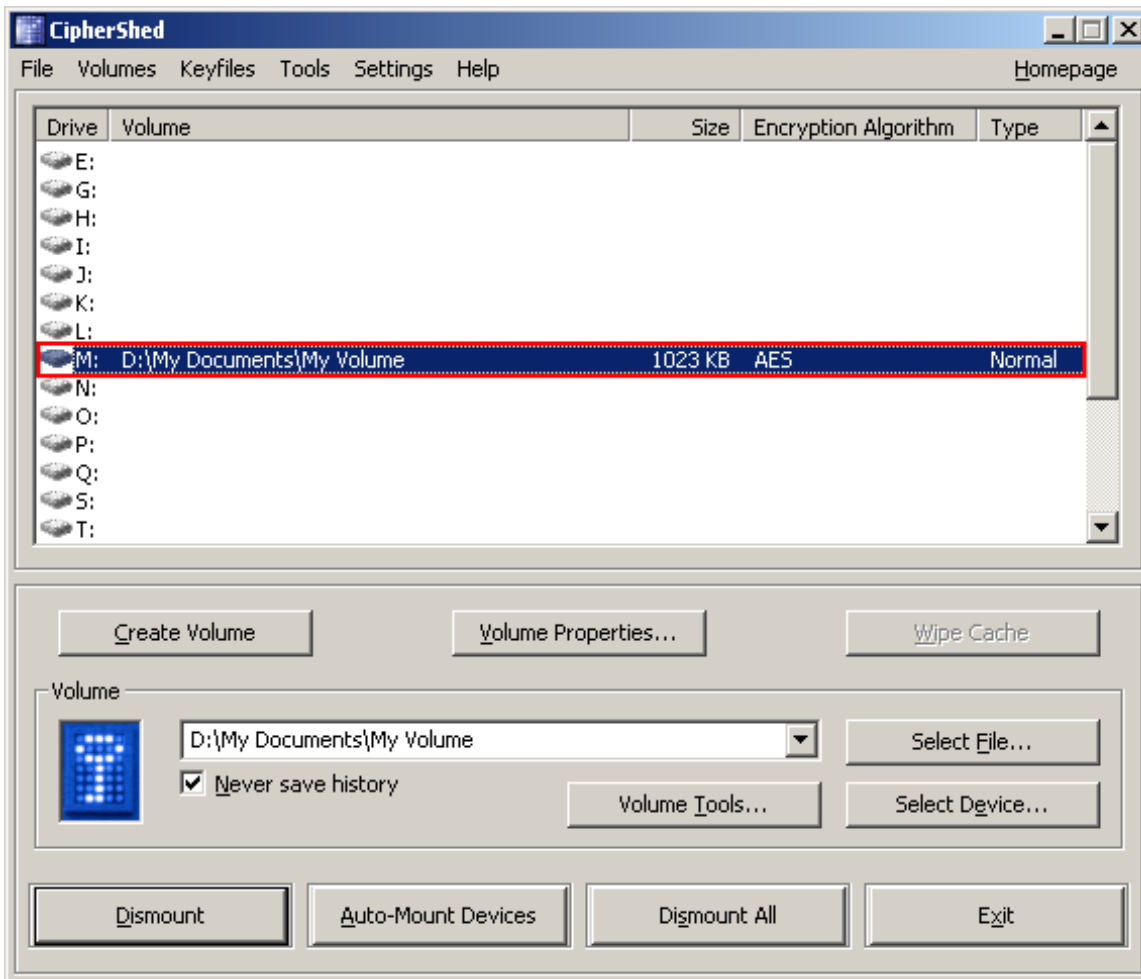 CipherShed
File Volumes Keyfiles Tools Settings Help Homepage
Drive Volume Size Encryption Algorithm Type
E:
G:
H:
I:
J:
K:
L:
M: D:\My Documents\My Volume 1023 KB AES Normal
N:
O:
P:
Q:
S:
T:
Create Volume Volume Properties... Wipe Cache
Volume
D:\My Documents\My Volume Select File...
Never save history
Volume Tools... Select Device...
Dismount Auto-Mount Devices Dismount All Exit